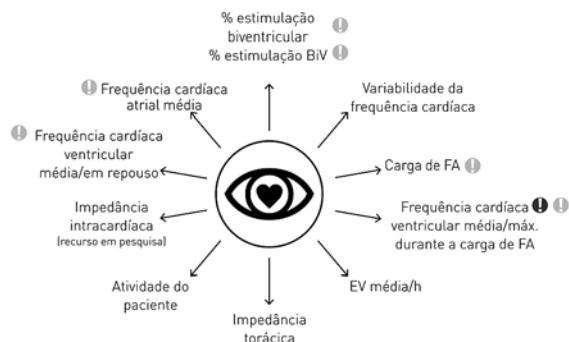 % estimulação
biventricular
% estimulação BiV
Frequência cardíaca
atrial média
Variabilidade da
frequência cardíaca
Frequência cardíaca
ventricular
média/em repouso
Carga de FA
Impedância
intracardíaca
(recurso em pesquisa)
Frequência cardíaca
ventricular média/máx.
durante a carga de FA
Atividade do
paciente
EV média/h
Impedância
torácica